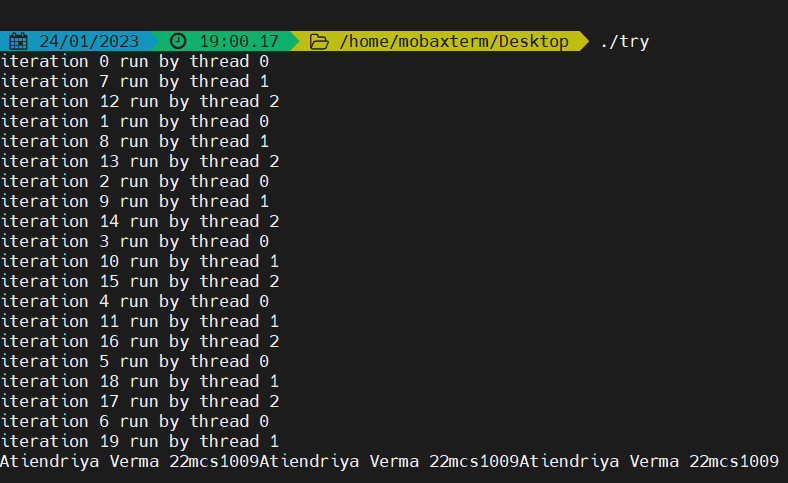 24/01/2023 19:00.17 /home/mobaxterm/Desktop ./try
iteration 0 run by thread 0
iteration 7 run by thread 1
iteration 12 run by thread 2
iteration 1 run by thread 0
iteration 8 run by thread 1
iteration 13 run by thread 2
iteration 2 run by thread 0
iteration 9 run by thread 1
iteration 14 run by thread 2
iteration 3 run by thread 0
iteration 10 run by thread 1
iteration 15 run by thread 2
iteration 4 run by thread 0
iteration 11 run by thread 1
iteration 16 run by thread 2
iteration 5 run by thread 0
iteration 18 run by thread 1
iteration 17 run by thread 2
iteration 6 run by thread 0
iteration 19 run by thread 1
Atiendriya Verma 22mcs1009Atiendriya Verma 22mcs1009Atiendriya Verma 22mcs1009